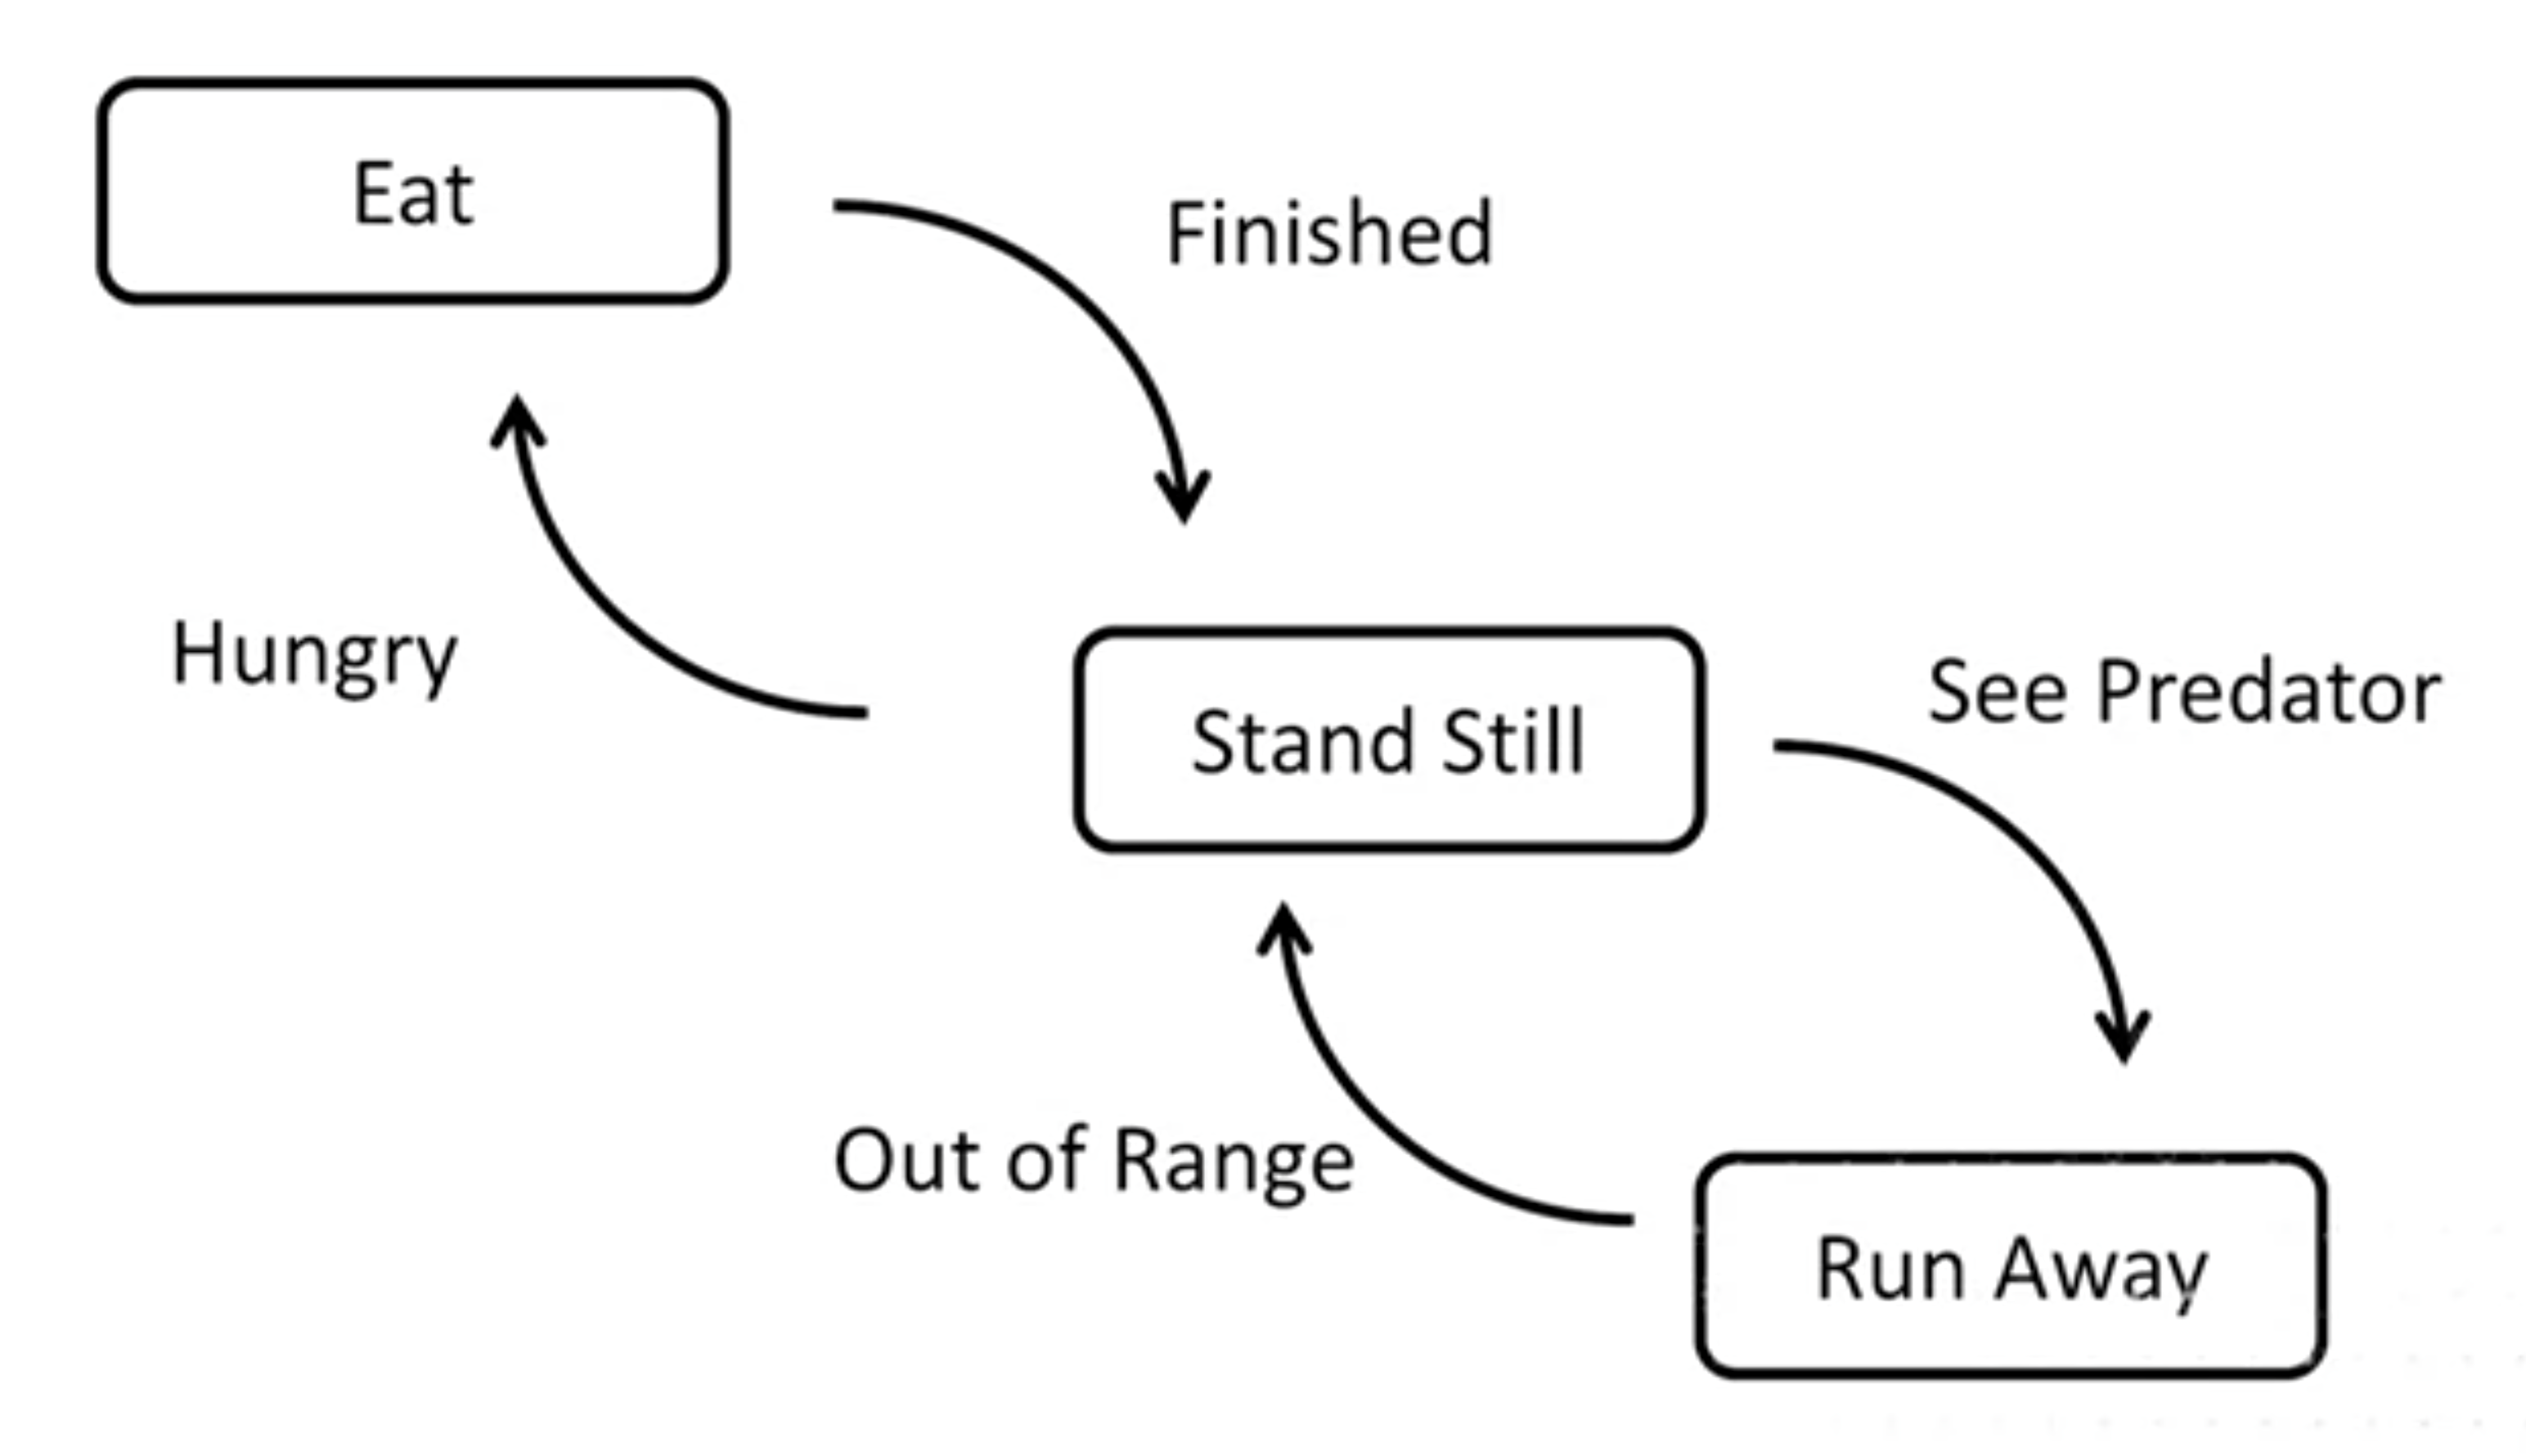 Eat
Finished
Hungry
Stand Still
See Predator
Out of Range
Run Away